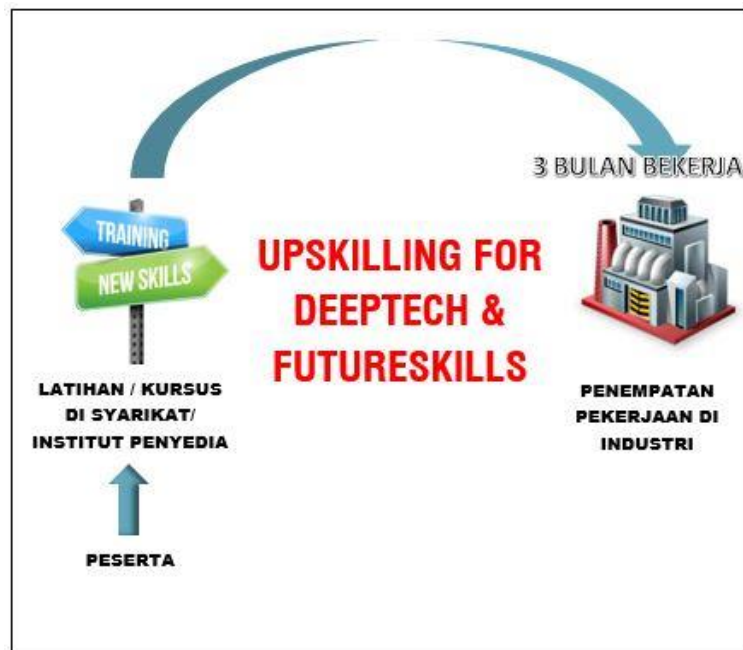 3 BULAN BEKERJA
TRAINING
NEW SKILLS
UPSKILLING FOR
DEEPTECH &
FUTURESKILLS
LATIHAN / KURSUS
DI SYARIKAT/
INSTITUT PENYEDIA
PENEMPATAN
PEKERJAAN DI
INDUSTRI
PESERTA